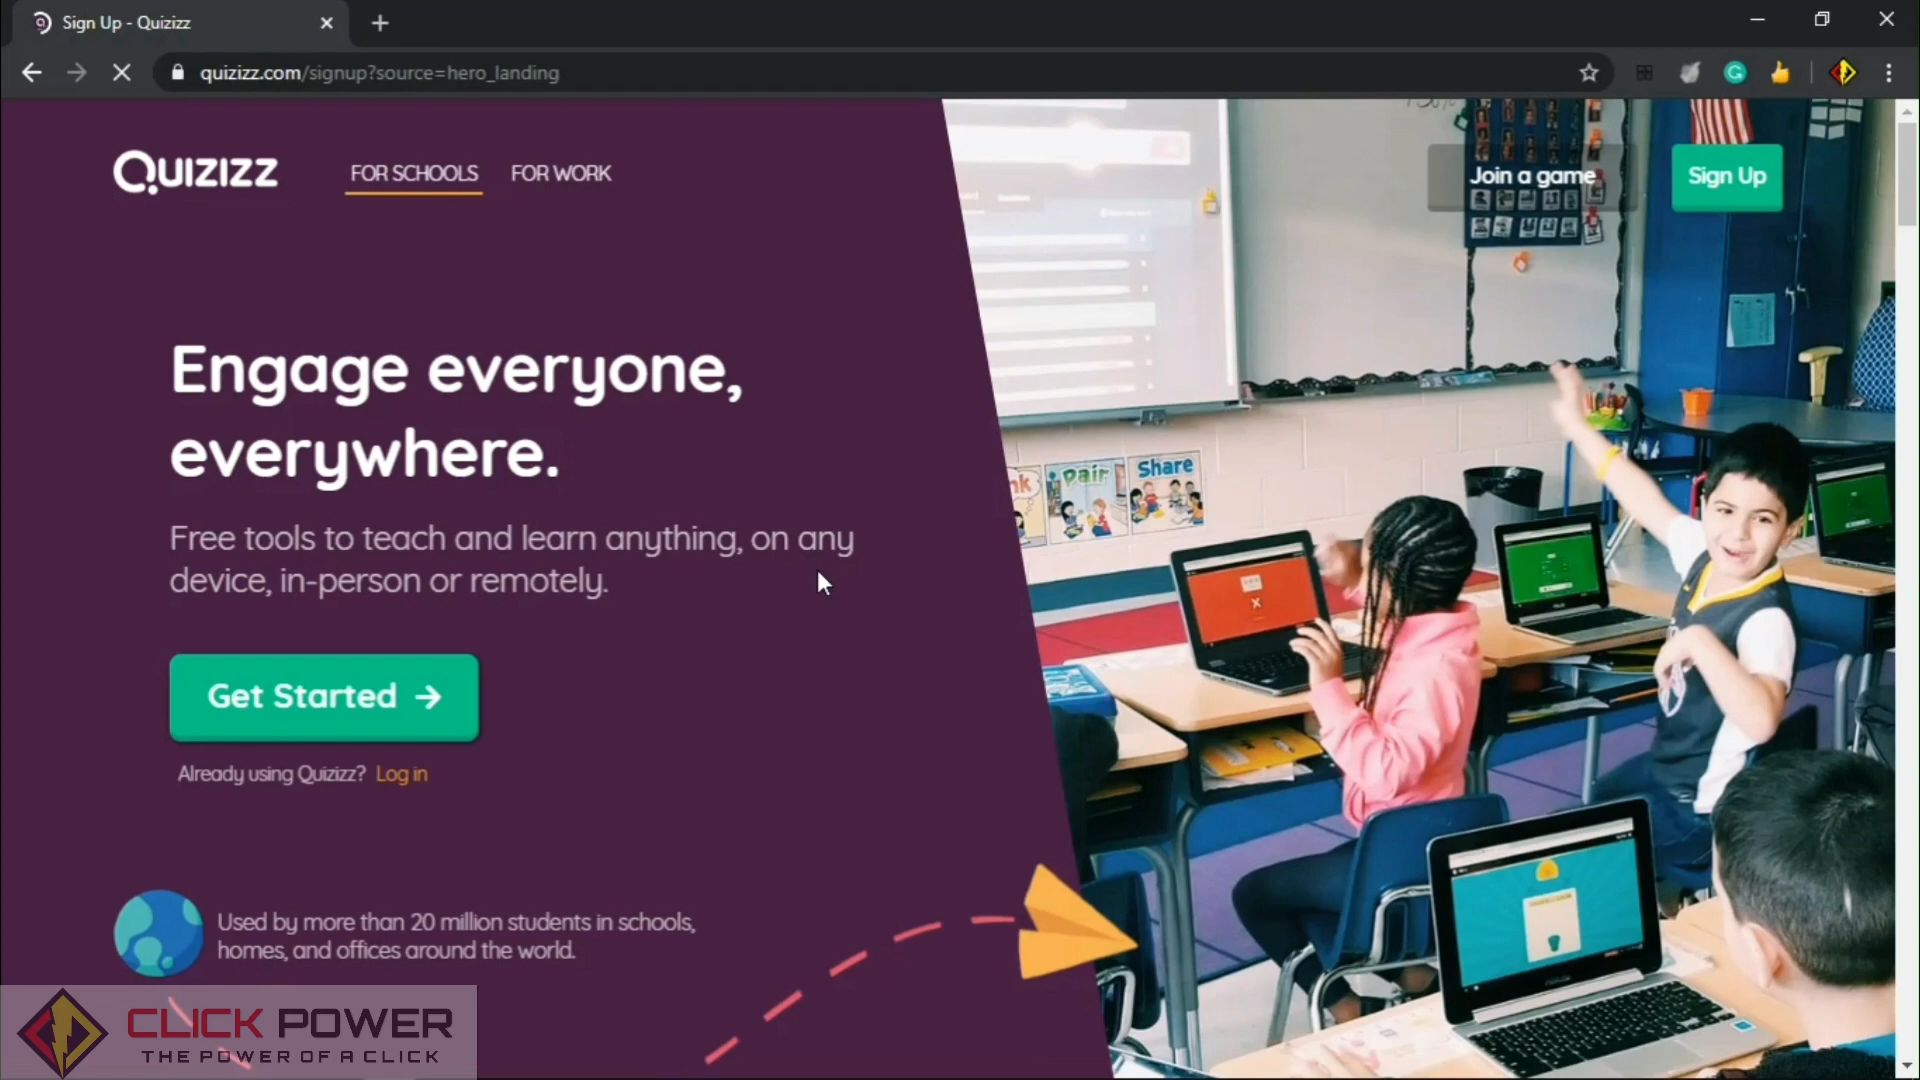 Sign Up - Quizizz
quizizz.com/signup?source=hero_landing
QUIZIZZ
FOR SCHOOLS
FOR WORK
Join a game
Sign Up
Engage everyone,
everywhere.
Free tools to teach and learn anything, on any
device, in-person or remotely.
Get Started
Already using Quizizz? Log in
Pair
Share
Used by more than 20 million students in schools,
homes, and offices around the world.
CLICK POWER
THE POWER OF A CLICK